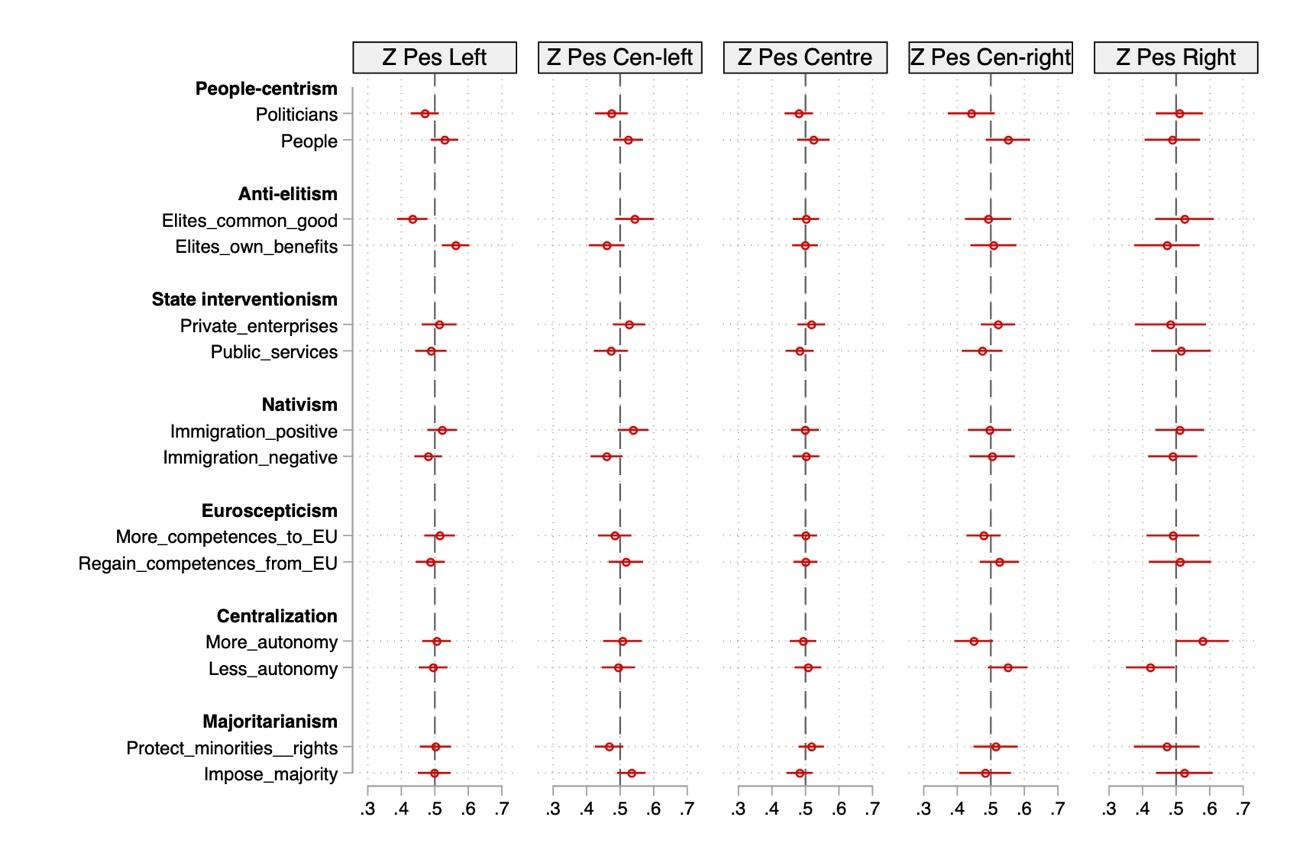 Z Pes Left Z Pes Cen-left Z Pes Centre Z Pes Cen-right Z Pes Right
People-centrism
Politicians
People
Anti-elitism
Elites_common_good
Elites_own_benefits
State interventionism
Private_enterprises
Public_services
Nativism
Immigration_positive
Immigration_negative
Euroscepticism
More_competences_to_EU
Regain_competences_from_EU
Centralization
More_autonomy
Less_autonomy
Majoritarianism
Protect_minorities__rights
Impose_majority
.3 .4 .5 .6 .7 .3 .4 .5 .6 .7 .3 .4 .5 .6 .7 .3 .4 .5 .6 .7 .3 .4 .5 .6 .7